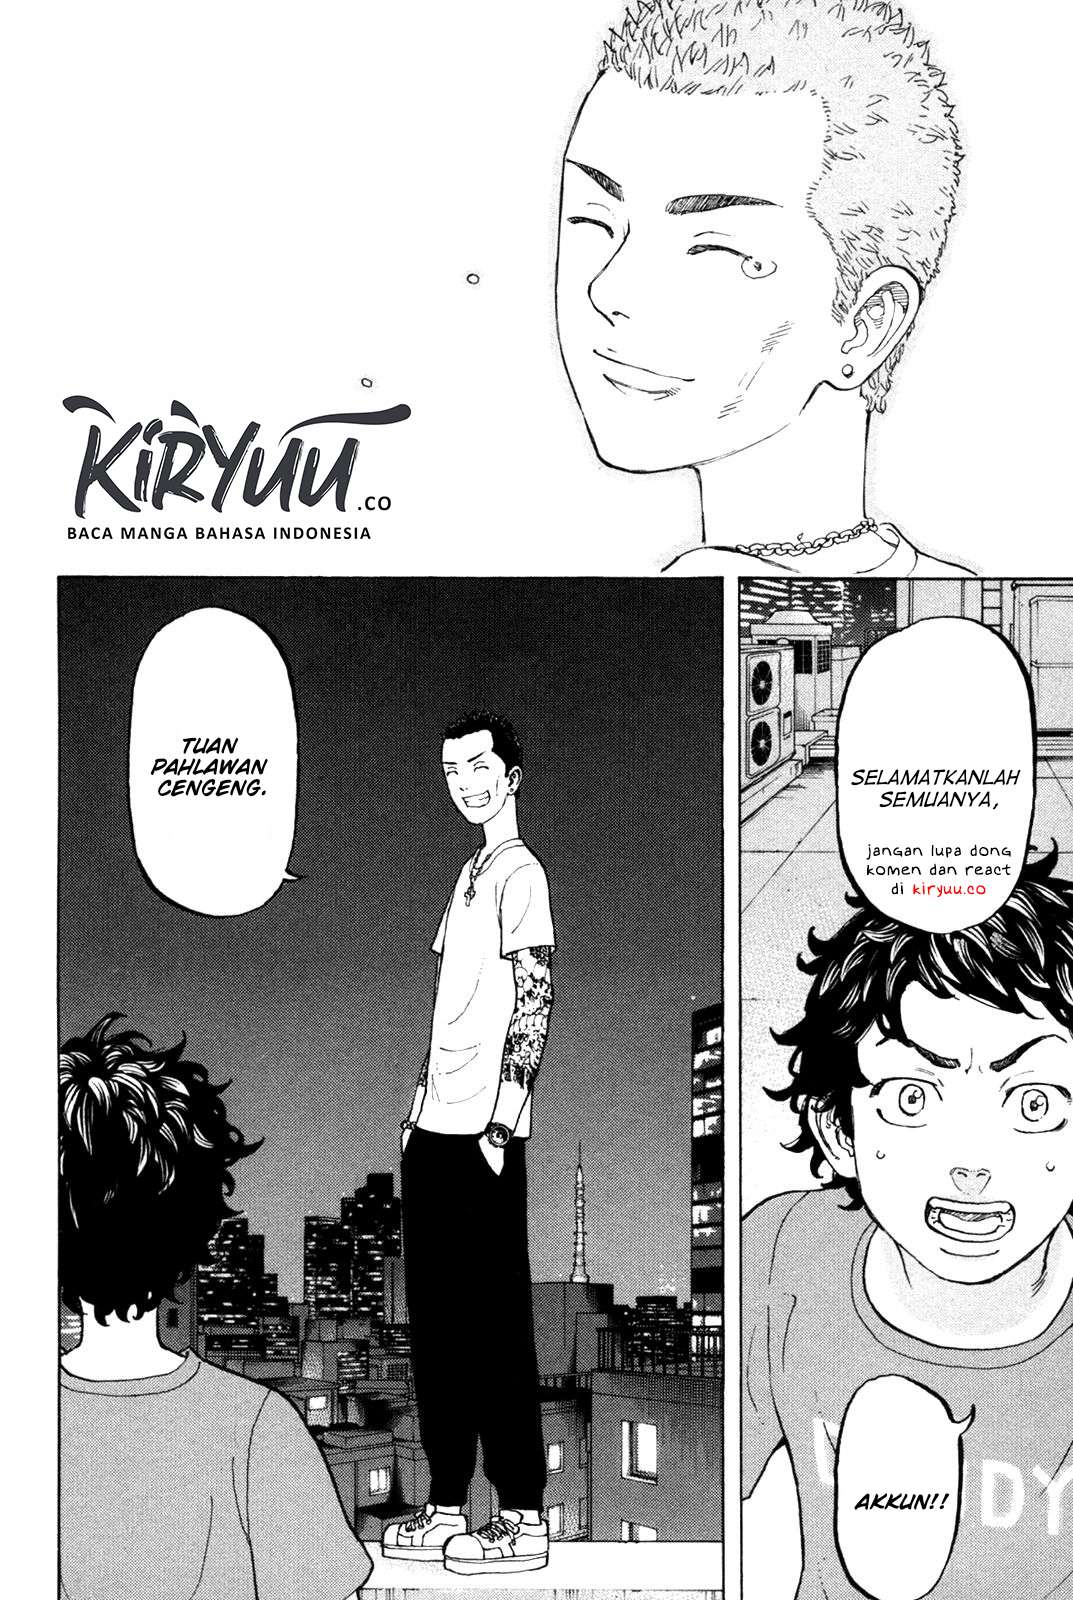 KIRYUU.CO
BACA MANGA BAHASA INDONESIA
SELAMATKANLAH
SEMUANYA,
jangan lupa dong
komen dan react
di kiryuu.co
AKKUN!!
DY
TUAN
PAHLAWAN
CENGENG.